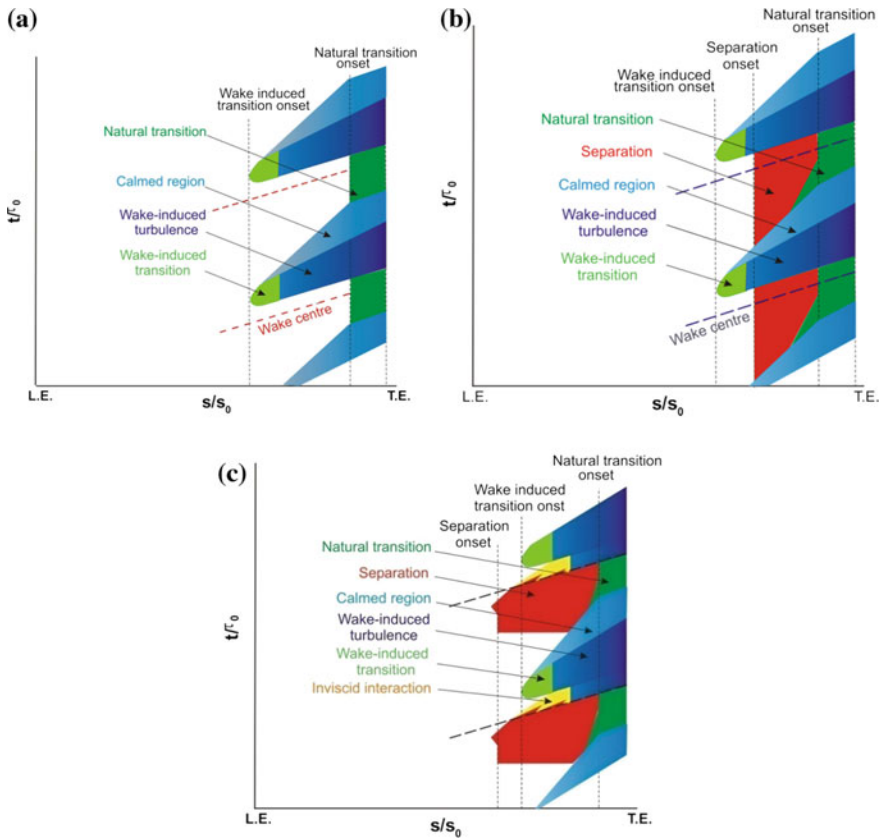 (a)
Natural transition
onset
Wake induced
transition onset
Natural transition
Calmed region
Wake-induced
turbulence
Wake-induced
transition
Wake centre
t/τ₀
L.E.
s/s₀
T.E.
(b)
Natural transition
onset
Separation
onset
Wake induced
transition onset
Natural transition
Separation
Calmed region
Wake-induced
turbulence
Wake-induced
transition
Wake centre
t/τ₀
L.E.
s/s₀
T.E.
(c)
Natural transition
onset
Wake induced
transition onst
Separation
onset
Natural transition
Separation
Calmed region
Wake-induced
turbulence
Wake-induced
transition
Inviscid interaction
t/τ₀
L.E.
s/s₀
T.E.